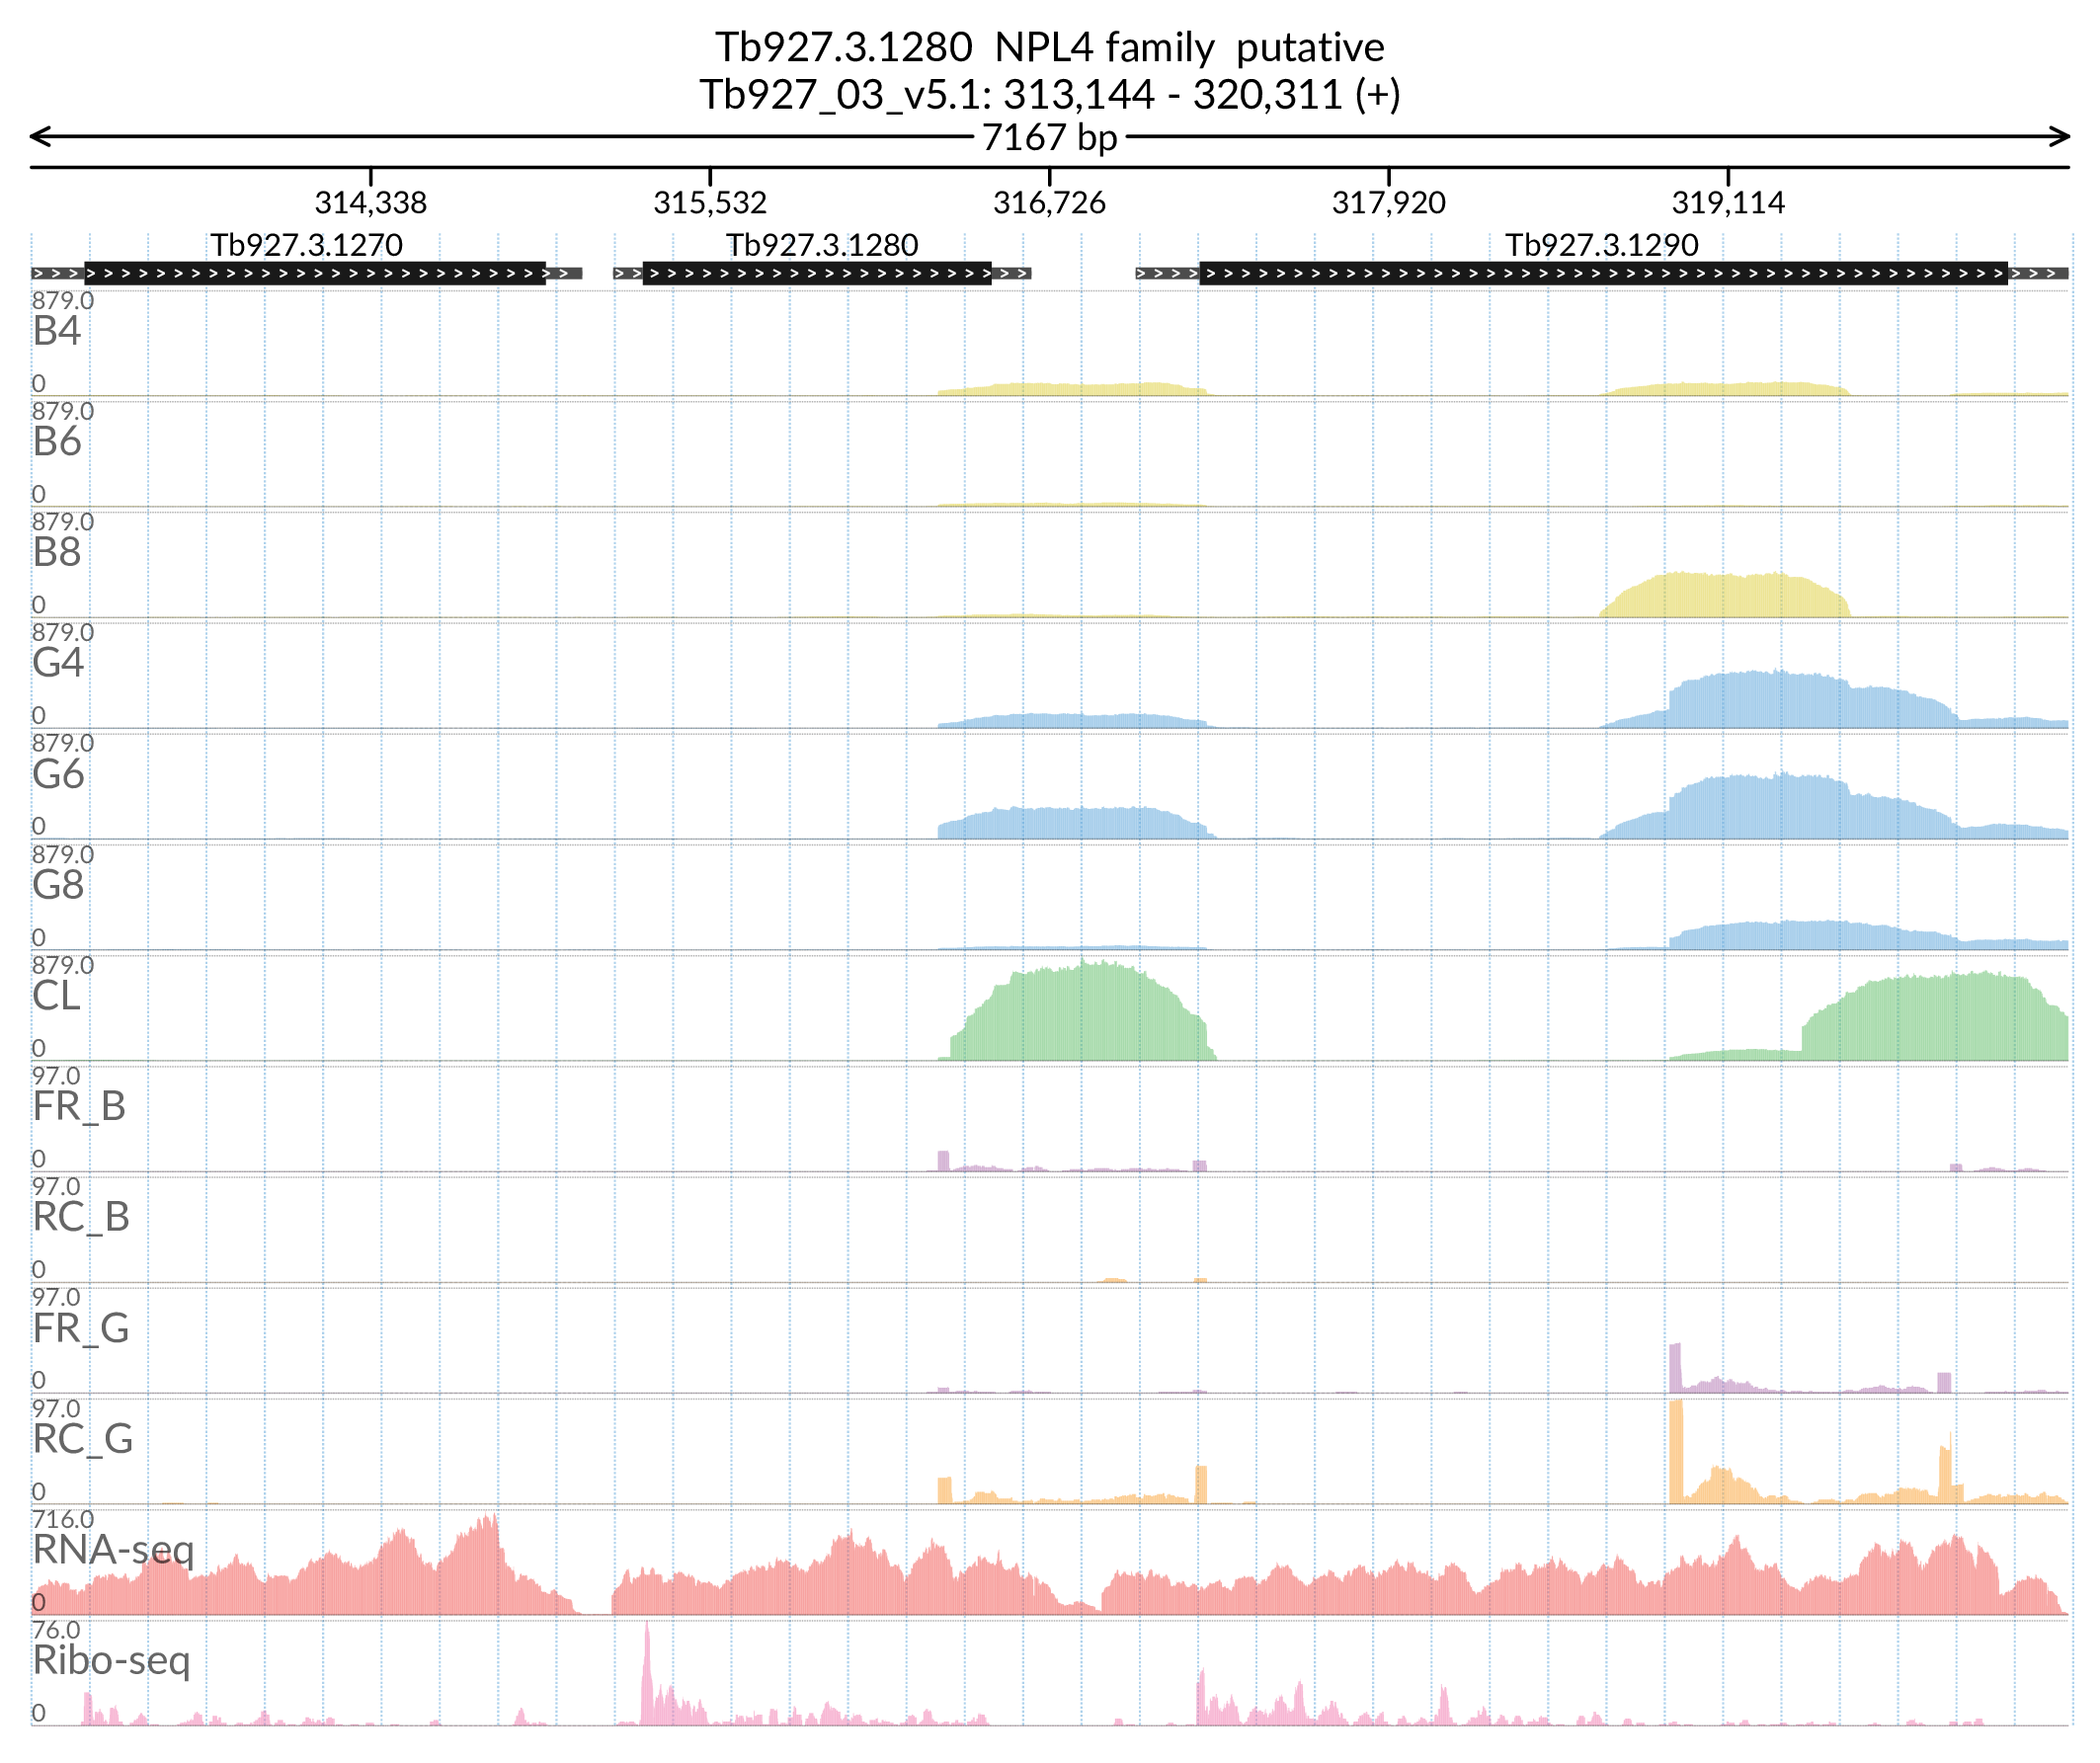 Tb927.3.1280  NPL4 family  putative
Tb927_03_v5.1: 313,144 - 320,311 (+)
7167 bp
314,338 315,532 316,726 317,920 319,114
Tb927.3.1270 Tb927.3.1280 Tb927.3.1290
879.0
B4
0
879.0
B6
0
879.0
B8
0
879.0
G4
0
879.0
G6
0
879.0
G8
0
879.0
CL
0
97.0
FR_B
0
97.0
RC_B
0
97.0
FR_G
0
97.0
RC_G
0
716.0
RNA-seq
0
76.0
Ribo-seq
0